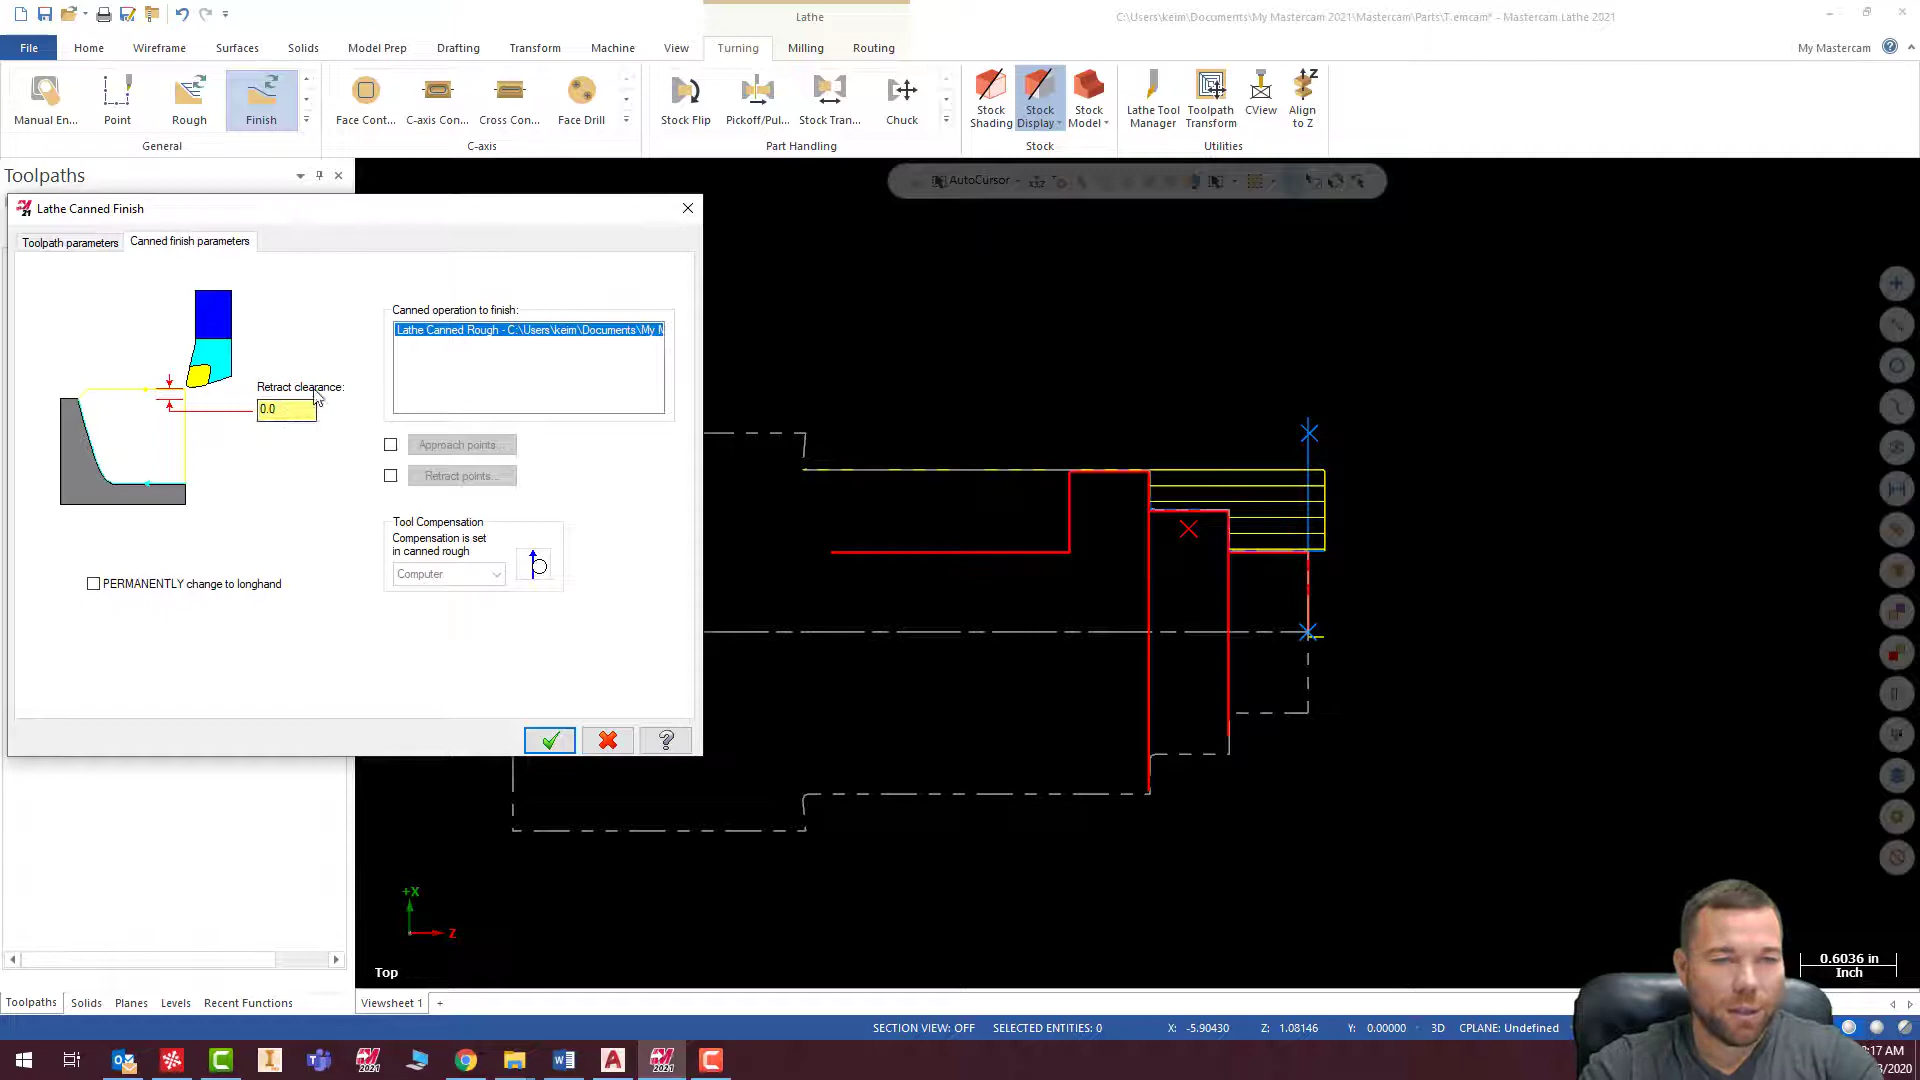 Lathe
C:\Users\keim\Documents\My Mastercam 2021\Mastercam\Parts\T.emcam* - Mastercam Lathe 2021
File Home Wireframe Surfaces Solids Model Prep Drafting Transform Machine View Turning Milling Routing My Mastercam
Manual En... Point Rough Finish Face Cont... C-axis Con... Cross Con... Face Drill Stock Flip Pickoff/Pul... Stock Tran... Chuck
Stock Shading
Stock Display
Stock Model
Lathe Tool Manager
Toolpath Transform
CView
Align to Z
General C-axis Part Handling Stock Utilities
Toolpaths
AutoCursor
Lathe Canned Finish
Toolpath parameters Canned finish parameters
Canned operation to finish:
Lathe Canned Rough - C:\Users\keim\Documents\My M
Retract clearance:
0.0
Approach points...
Retract points...
Tool Compensation
Compensation is set
in canned rough
Computer
PERMANENTLY change to longhand
+X
Z
Top
0.6036 in
Inch
Toolpaths Solids Planes Levels Recent Functions
Viewsheet 1 +
SECTION VIEW: OFF SELECTED ENTITIES: 0 X: -5.90430 Z: 1.08146 Y: 0.00000 3D CPLANE: Undefined
:17 AM
/2020